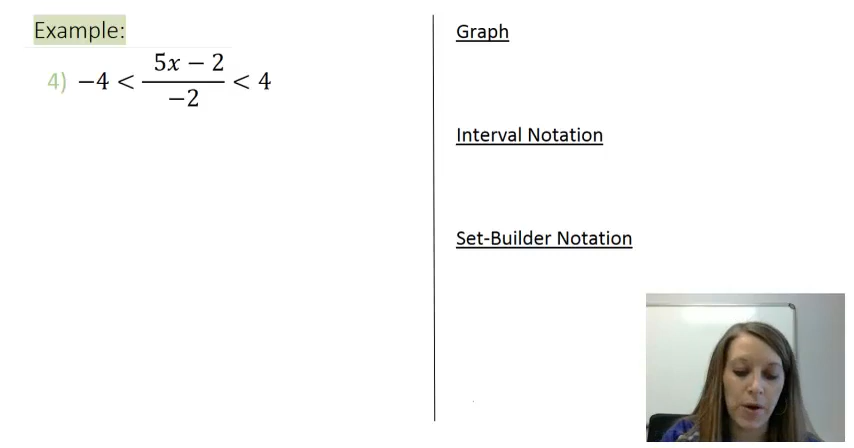 Example:
4) −4 < (5x − 2)/(−2) < 4
Graph
Interval Notation
Set-Builder Notation